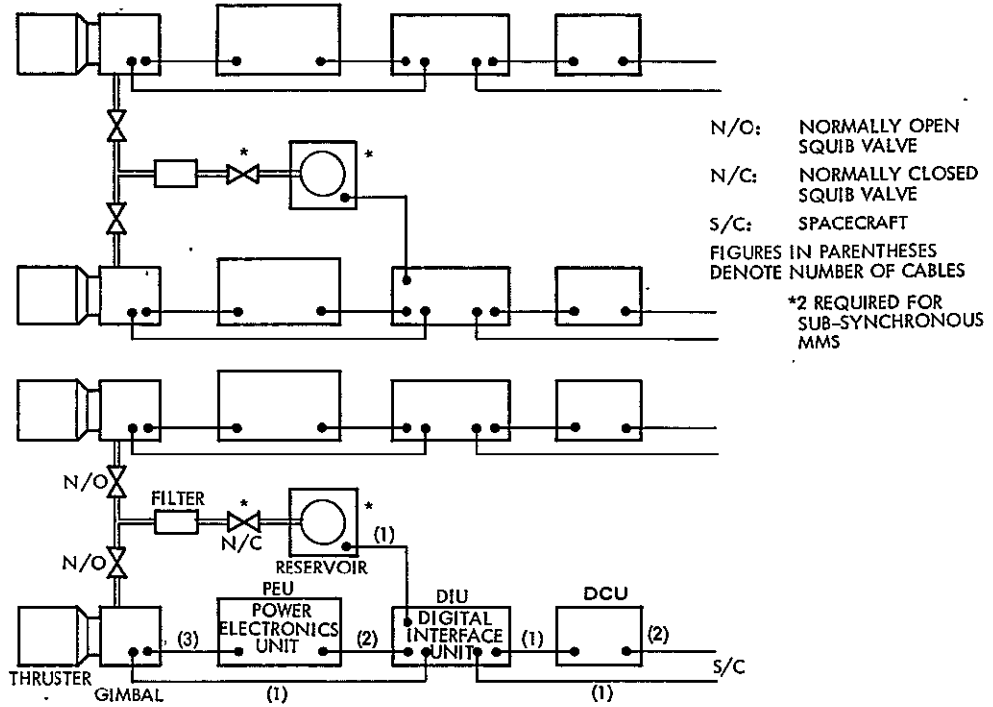 N/O: NORMALLY OPEN
SQUIB VALVE
N/C: NORMALLY CLOSED
SQUIB VALVE
S/C: SPACECRAFT
FIGURES IN PARENTHESES
DENOTE NUMBER OF CABLES
*
*
*2 REQUIRED FOR
SUB-SYNCHRONOUS
MMS
N/O
FILTER
*
*
N/C
(1)
RESERVOIR
N/O
PEU
POWER
ELECTRONICS
UNIT
DIU
DIGITAL
INTERFACE
UNIT
DCU
(3)
(2)
(1)
(2)
S/C
THRUSTER
GIMBAL
(1)
(1)